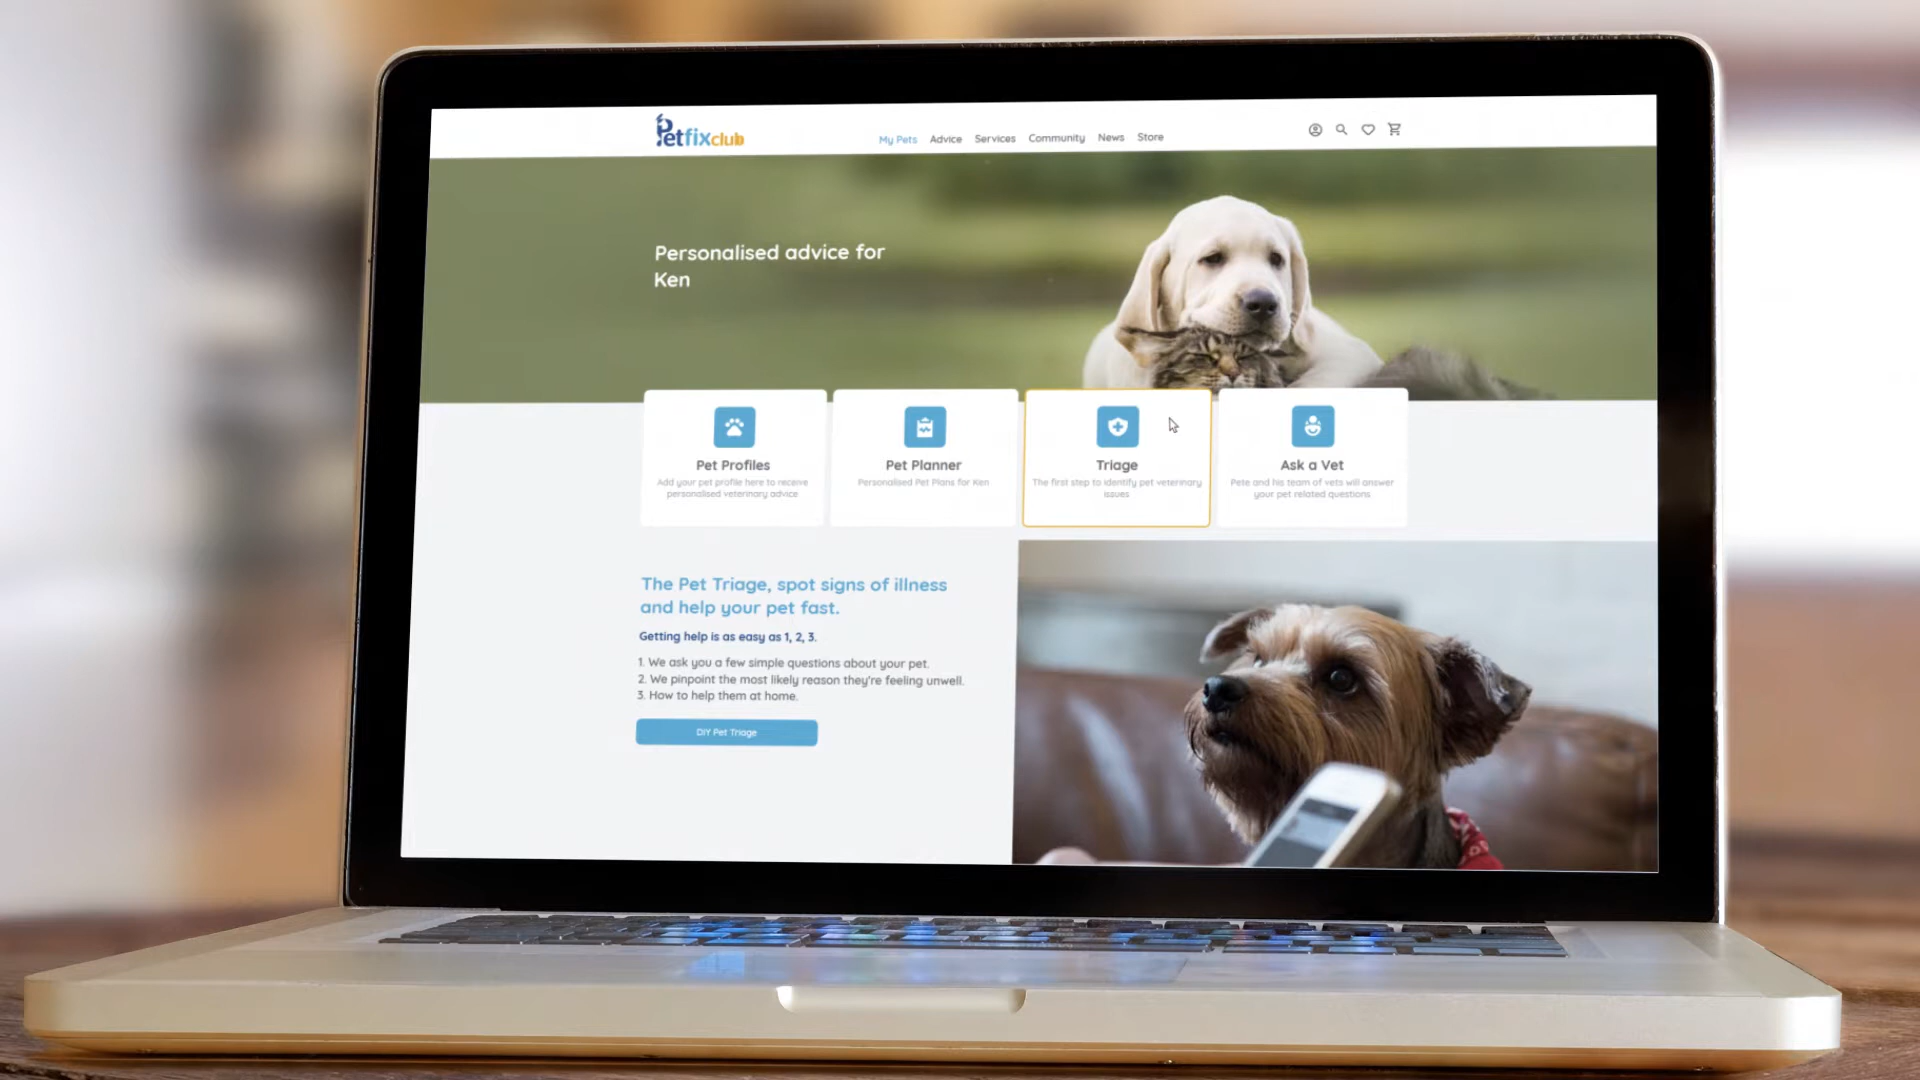 Petfixclub
My Pets Advice Services Community News Store
Personalised advice for
Ken
Pet Profiles
Add your pet profile here to receive
personalised veterinary advice
Pet Planner
Personalised Pet Plans for Ken
Triage
The first step to identify pet veterinary
issues
Ask a Vet
Pete and his team of vets will answer
your pet related questions
The Pet Triage, spot signs of illness
and help your pet fast.
Getting help is as easy as 1, 2, 3.
1. We ask you a few simple questions about your pet.
2. We pinpoint the most likely reason they're feeling unwell.
3. How to help them at home.
DIY Pet Triage